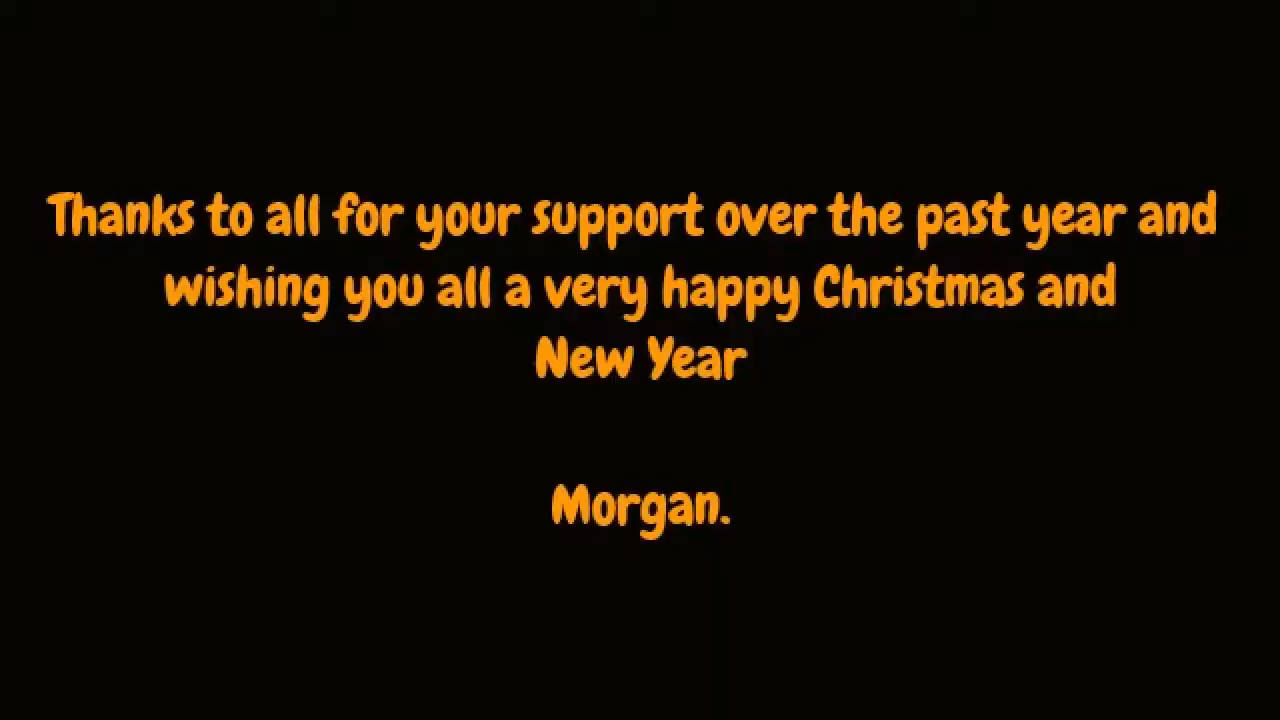 Thanks to all for your support over the past year and
wishing you all a very happy Christmas and
New Year
Morgan.